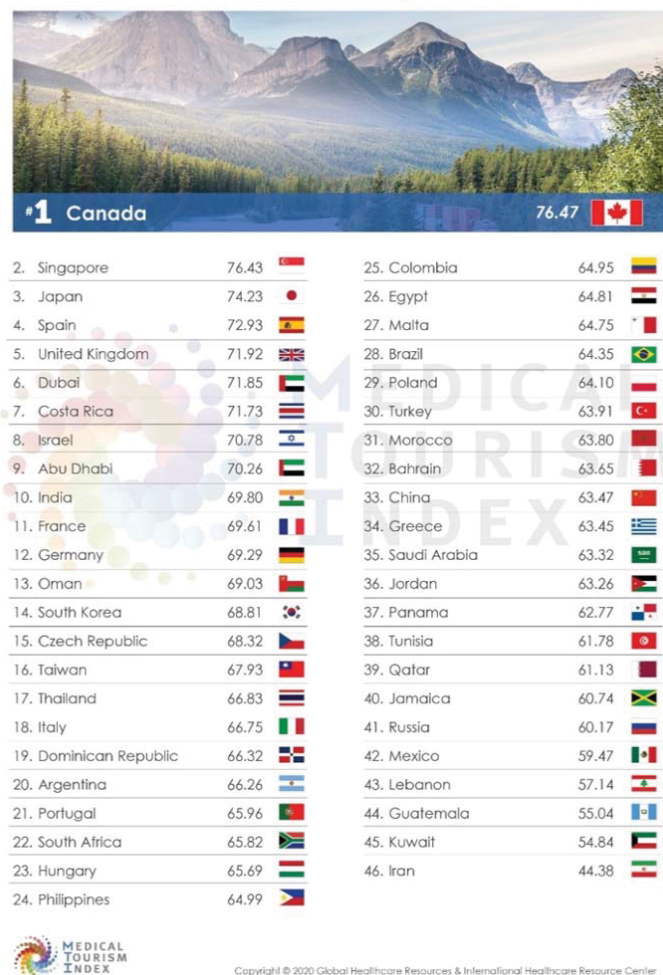 #1 Canada 76.47
2. Singapore 76.43
3. Japan 74.23
4. Spain 72.93
5. United Kingdom 71.92
6. Dubai 71.85
7. Costa Rica 71.73
8. Israel 70.78
9. Abu Dhabi 70.26
10. India 69.80
11. France 69.61
12. Germany 69.29
13. Oman 69.03
14. South Korea 68.81
15. Czech Republic 68.32
16. Taiwan 67.93
17. Thailand 66.83
18. Italy 66.75
19. Dominican Republic 66.32
20. Argentina 66.26
21. Portugal 65.96
22. South Africa 65.82
23. Hungary 65.69
24. Philippines 64.99
25. Colombia 64.95
26. Egypt 64.81
27. Malta 64.75
28. Brazil 64.35
29. Poland 64.10
30. Turkey 63.91
31. Morocco 63.80
32. Bahrain 63.65
33. China 63.47
34. Greece 63.45
35. Saudi Arabia 63.32
36. Jordan 63.26
37. Panama 62.77
38. Tunisia 61.78
39. Qatar 61.13
40. Jamaica 60.74
41. Russia 60.17
42. Mexico 59.47
43. Lebanon 57.14
44. Guatemala 55.04
45. Kuwait 54.84
46. Iran 44.38
MEDICAL
TOURISM
INDEX
MEDICAL
TOURISM
INDEX
Copyright © 2020 Global Healthcare Resources & International Healthcare Resource Center